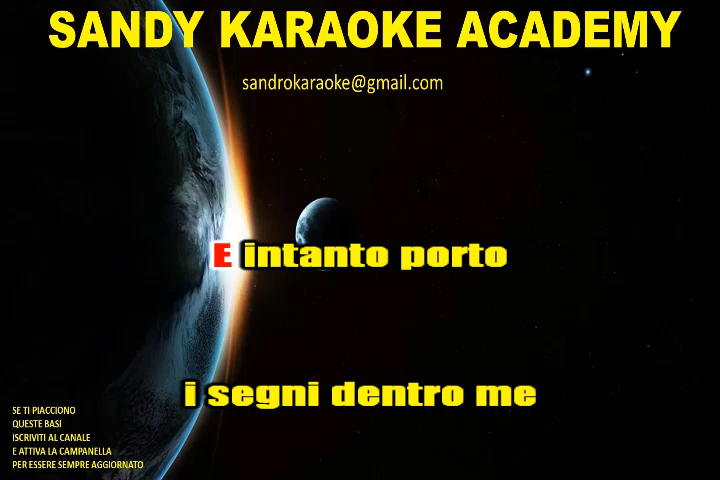 SANDY KARAOKE ACADEMY
sandrokaraoke@gmail.com
E intanto porto
i segni dentro me
SE TI PIACCIONO
QUESTE BASI
ISCRIVITI AL CANALE
E ATTIVA LA CAMPANELLA
PER ESSERE SEMPRE AGGIORNATO